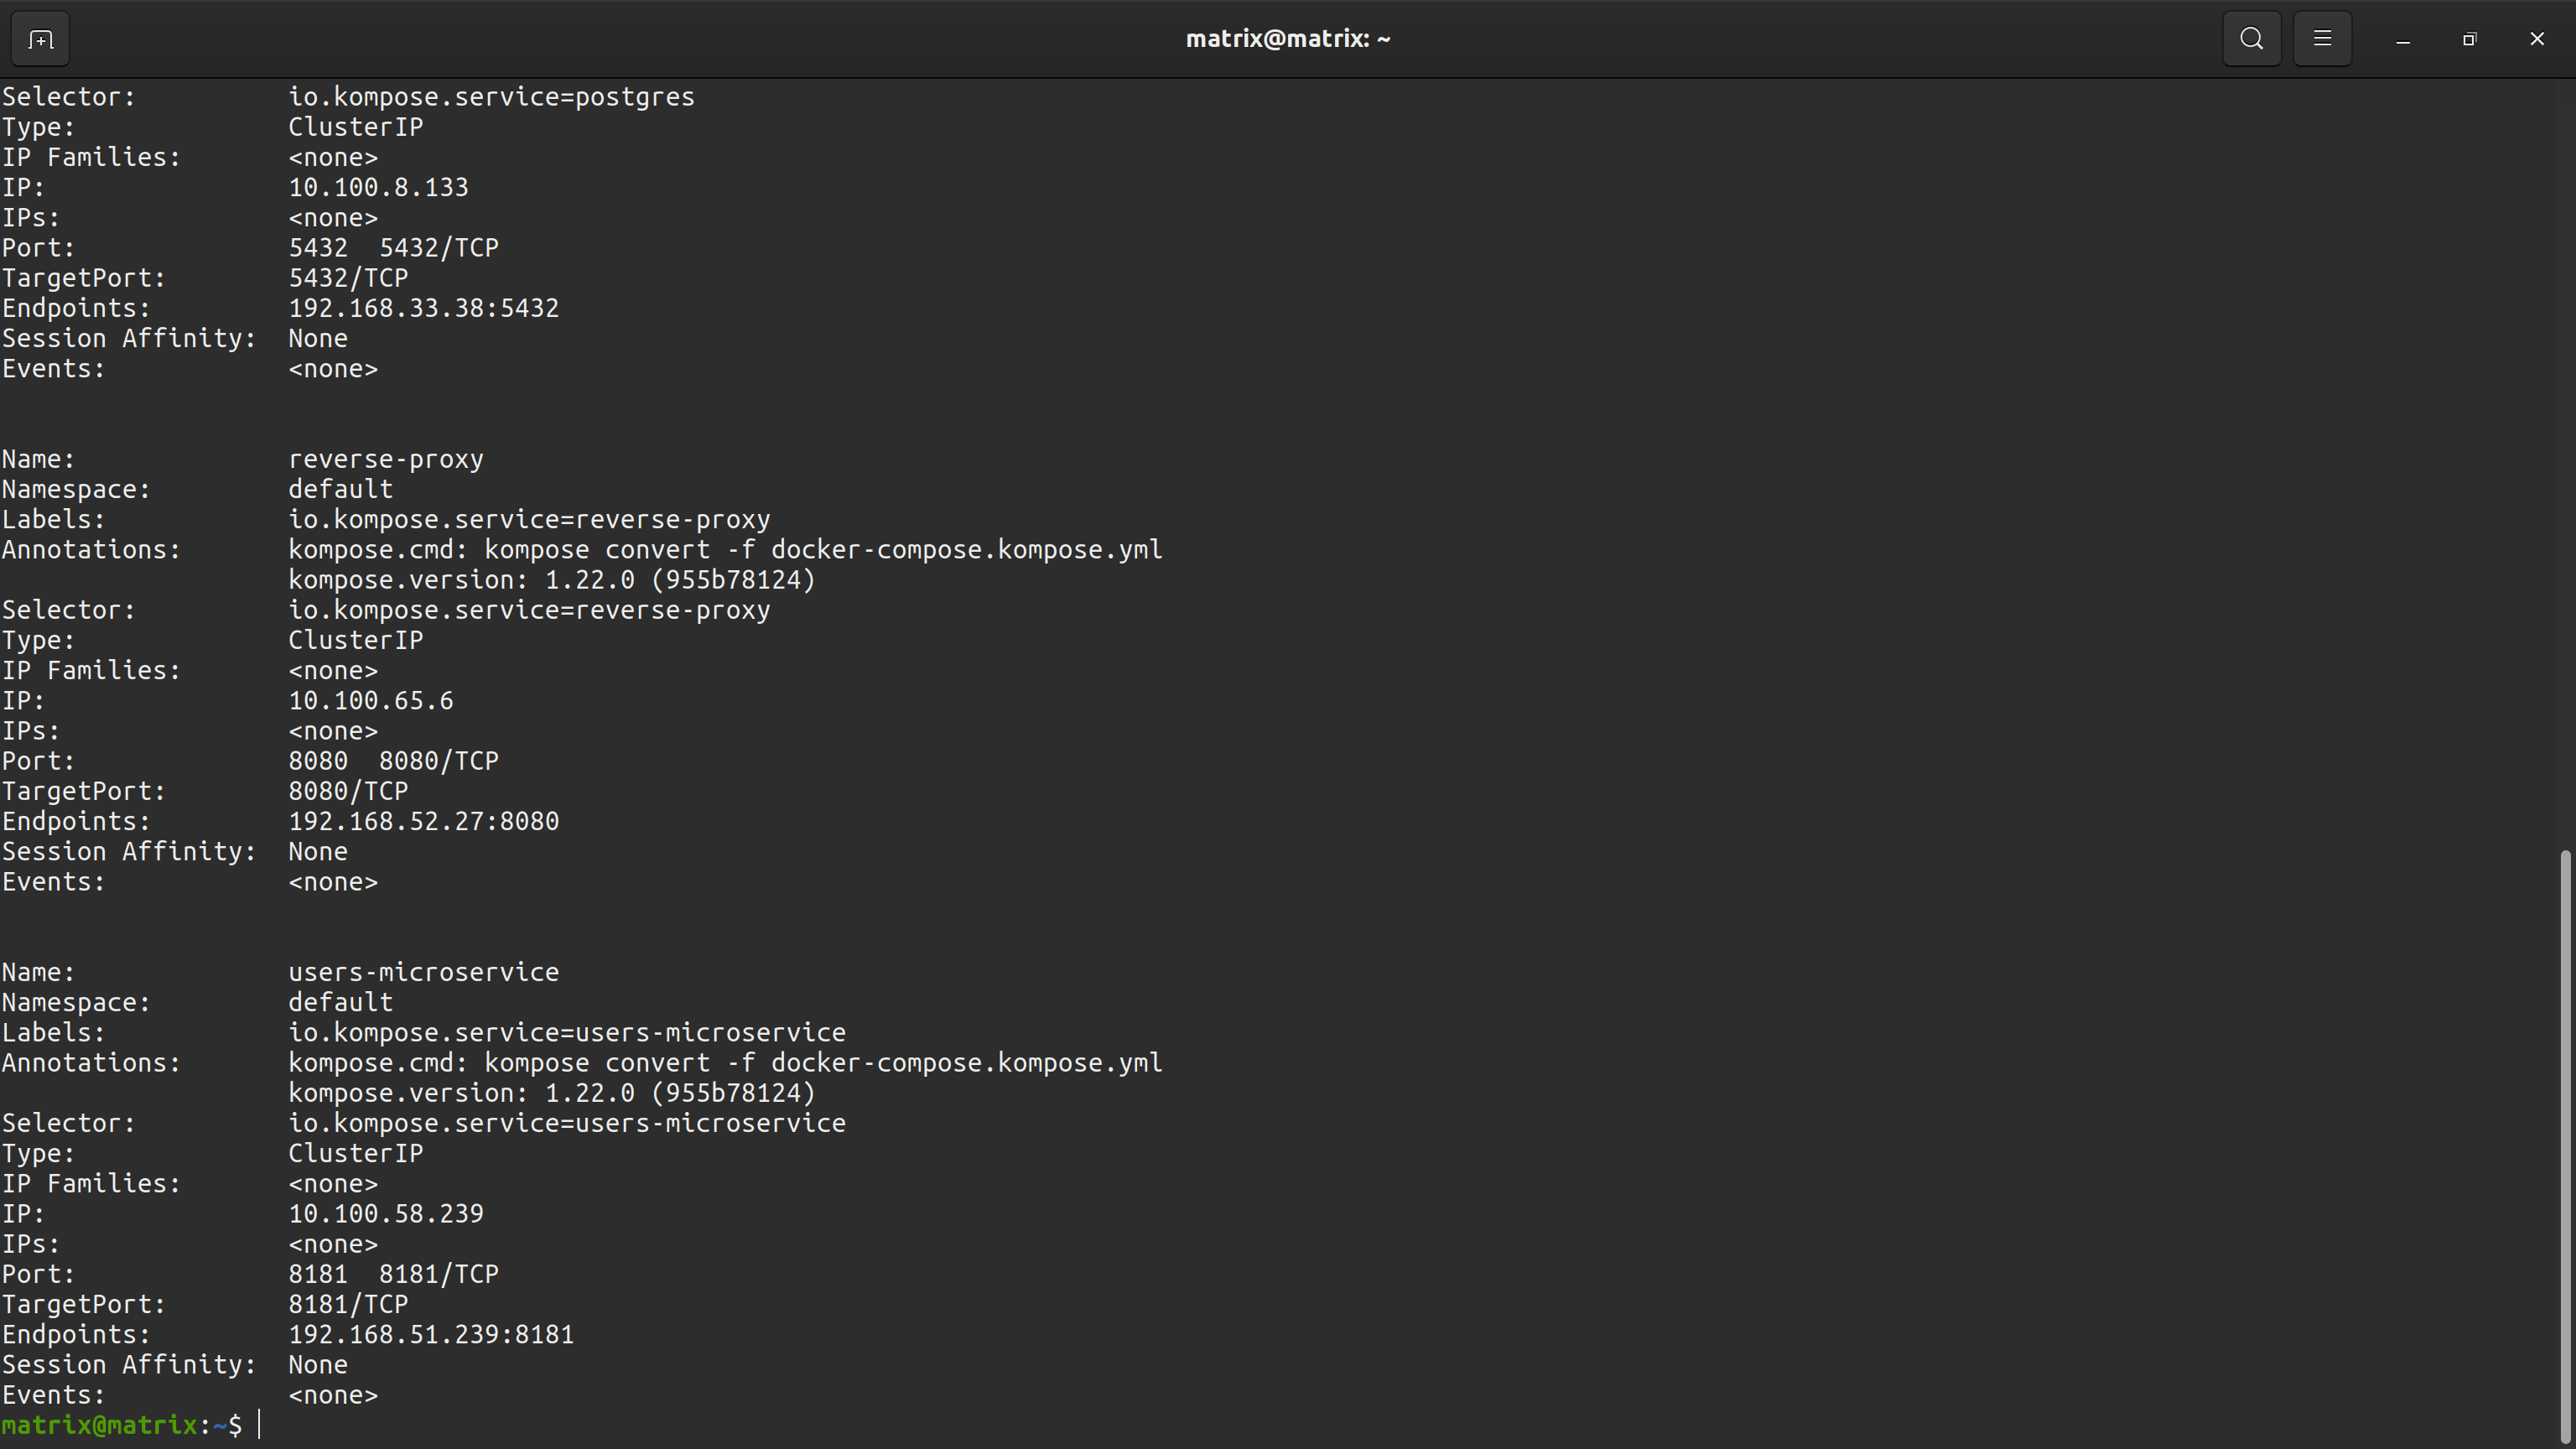 matrix@matrix: ~
Selector:          io.kompose.service=postgres
Type:              ClusterIP
IP Families:       <none>
IP:                10.100.8.133
IPs:               <none>
Port:              5432  5432/TCP
TargetPort:        5432/TCP
Endpoints:         192.168.33.38:5432
Session Affinity:  None
Events:            <none>
Name:              reverse-proxy
Namespace:         default
Labels:            io.kompose.service=reverse-proxy
Annotations:       kompose.cmd: kompose convert -f docker-compose.kompose.yml
                   kompose.version: 1.22.0 (955b78124)
Selector:          io.kompose.service=reverse-proxy
Type:              ClusterIP
IP Families:       <none>
IP:                10.100.65.6
IPs:               <none>
Port:              8080  8080/TCP
TargetPort:        8080/TCP
Endpoints:         192.168.52.27:8080
Session Affinity:  None
Events:            <none>
Name:              users-microservice
Namespace:         default
Labels:            io.kompose.service=users-microservice
Annotations:       kompose.cmd: kompose convert -f docker-compose.kompose.yml
                   kompose.version: 1.22.0 (955b78124)
Selector:          io.kompose.service=users-microservice
Type:              ClusterIP
IP Families:       <none>
IP:                10.100.58.239
IPs:               <none>
Port:              8181  8181/TCP
TargetPort:        8181/TCP
Endpoints:         192.168.51.239:8181
Session Affinity:  None
Events:            <none>
matrix@matrix:~$